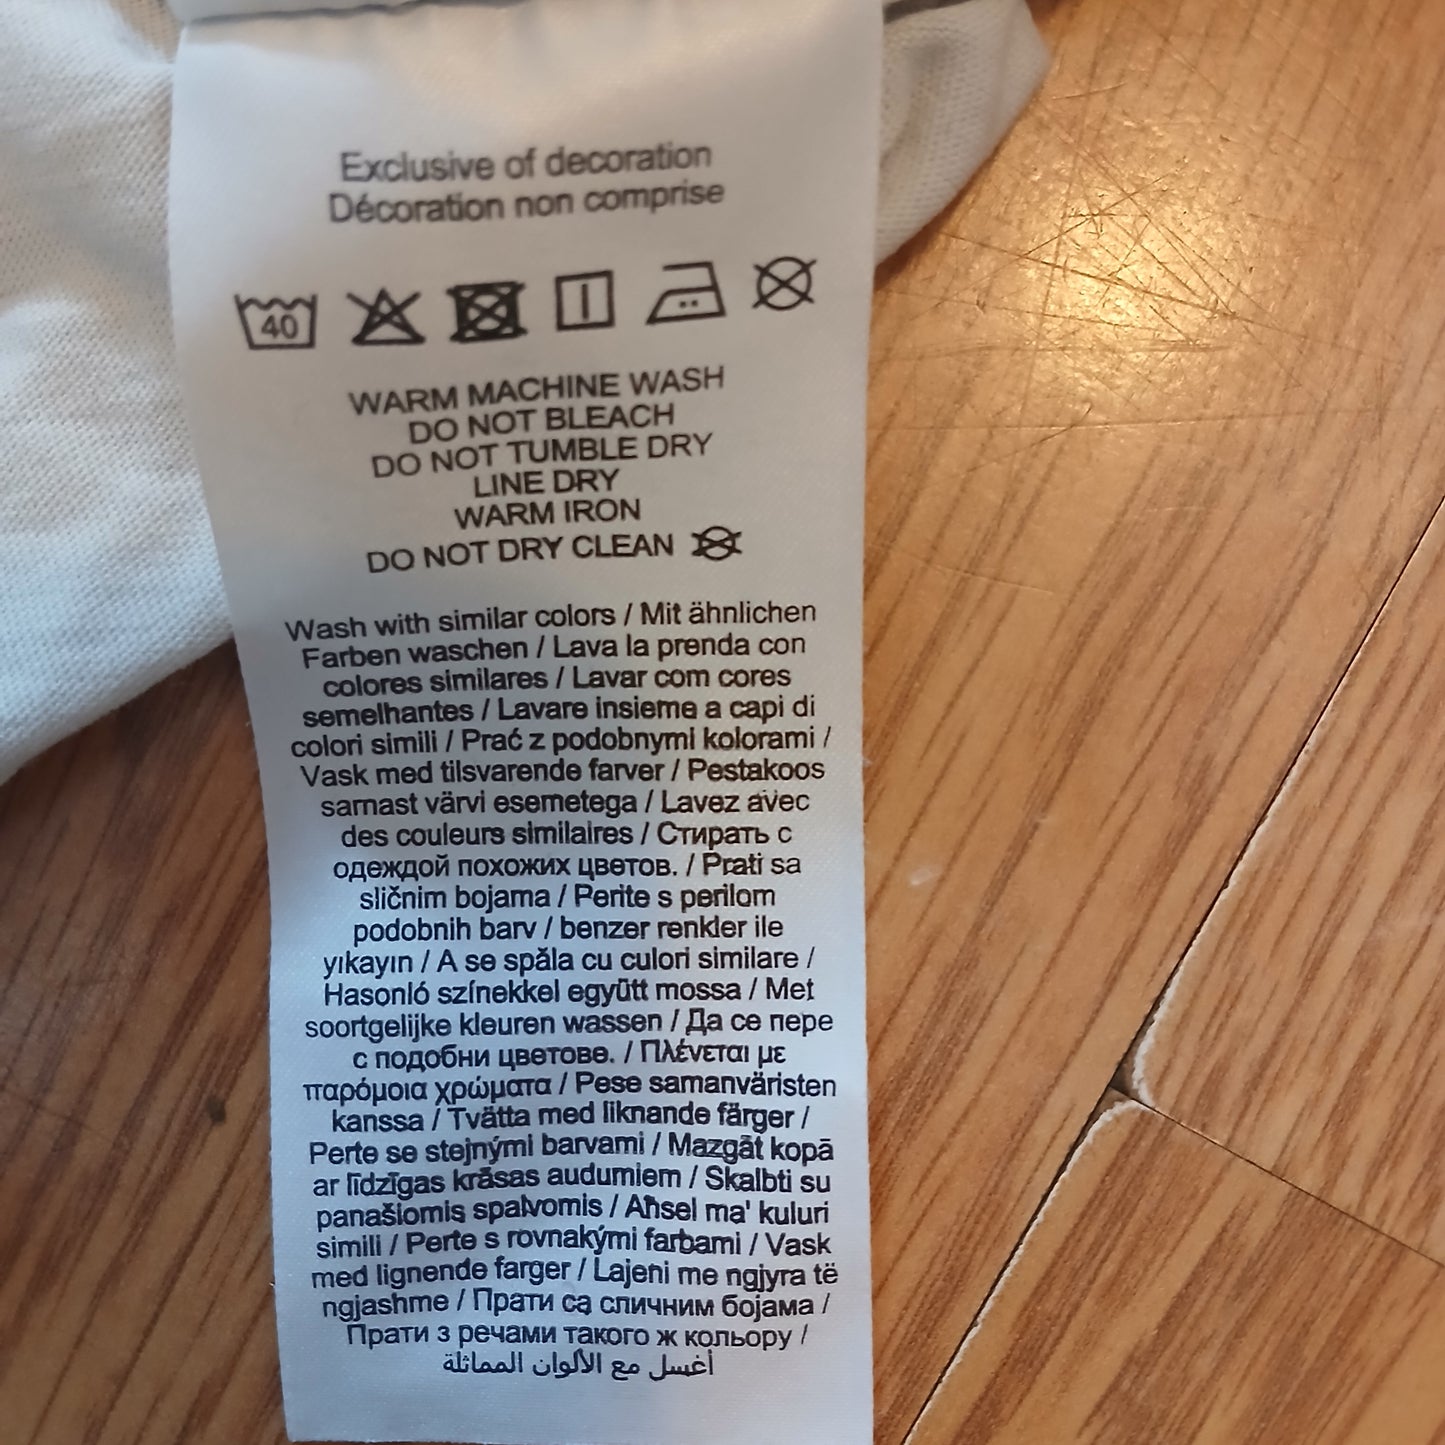 Exclusive of decoration
Décoration non comprise
40
WARM MACHINE WASH
DO NOT BLEACH
DO NOT TUMBLE DRY
LINE DRY
WARM IRON
DO NOT DRY CLEAN
Wash with similar colors / Mit ähnlichen
Farben waschen / Lava la prenda con
colores similares / Lavar com cores
semelhantes / Lavare insieme a capi di
colori simili / Prać z podobnymi kolorami /
Vask med tilsvarende farver / Pestakoos
sarnast värvi esemetega / Lavez avec
des couleurs similaires / Стирать с
одеждой похожих цветов. / Prati sa
sličnim bojama / Perite s perilom
podobnih barv / benzer renkler ile
yıkayın / A se spăla cu culori similare /
Hasonló színekkel együtt mossa / Met
soortgelijke kleuren wassen / Да се пере
с подобни цветове. / Πλένεται με
παρόμοια χρώματα / Pese samanväristen
kanssa / Tvätta med liknande färger /
Perte se stejnými barvami / Mazgāt kopā
ar līdzīgas krāsas audumiem / Skalbti su
panašiomis spalvomis / Aħsel ma' kuluri
simili / Perte s rovnakými farbami / Vask
med lignende farger / Lajeni me ngjyra të
ngjashme / Прати са сличним бојама /
Прати з речами такого ж кольору /
أغسل مع الألوان المماثلة